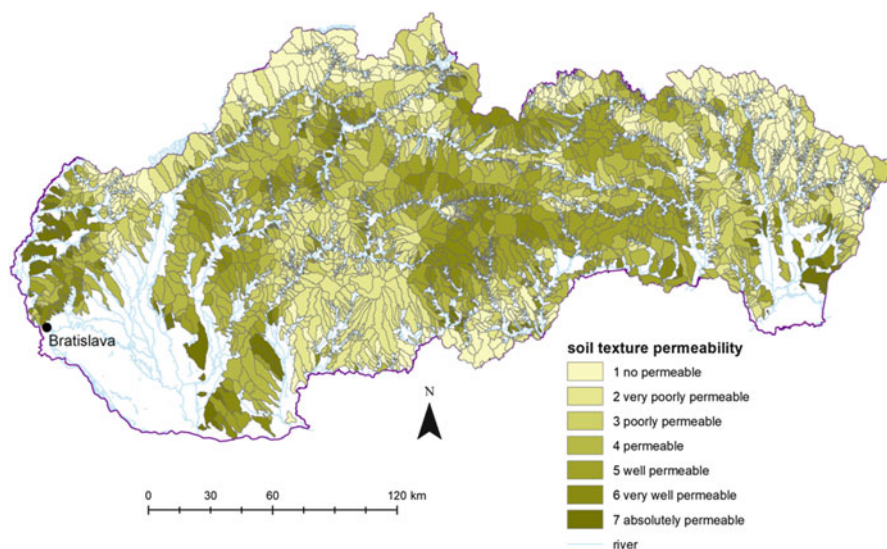 Bratislava
N
0 30 60 120 km
soil texture permeability
1 no permeable
2 very poorly permeable
3 poorly permeable
4 permeable
5 well permeable
6 very well permeable
7 absolutely permeable
river